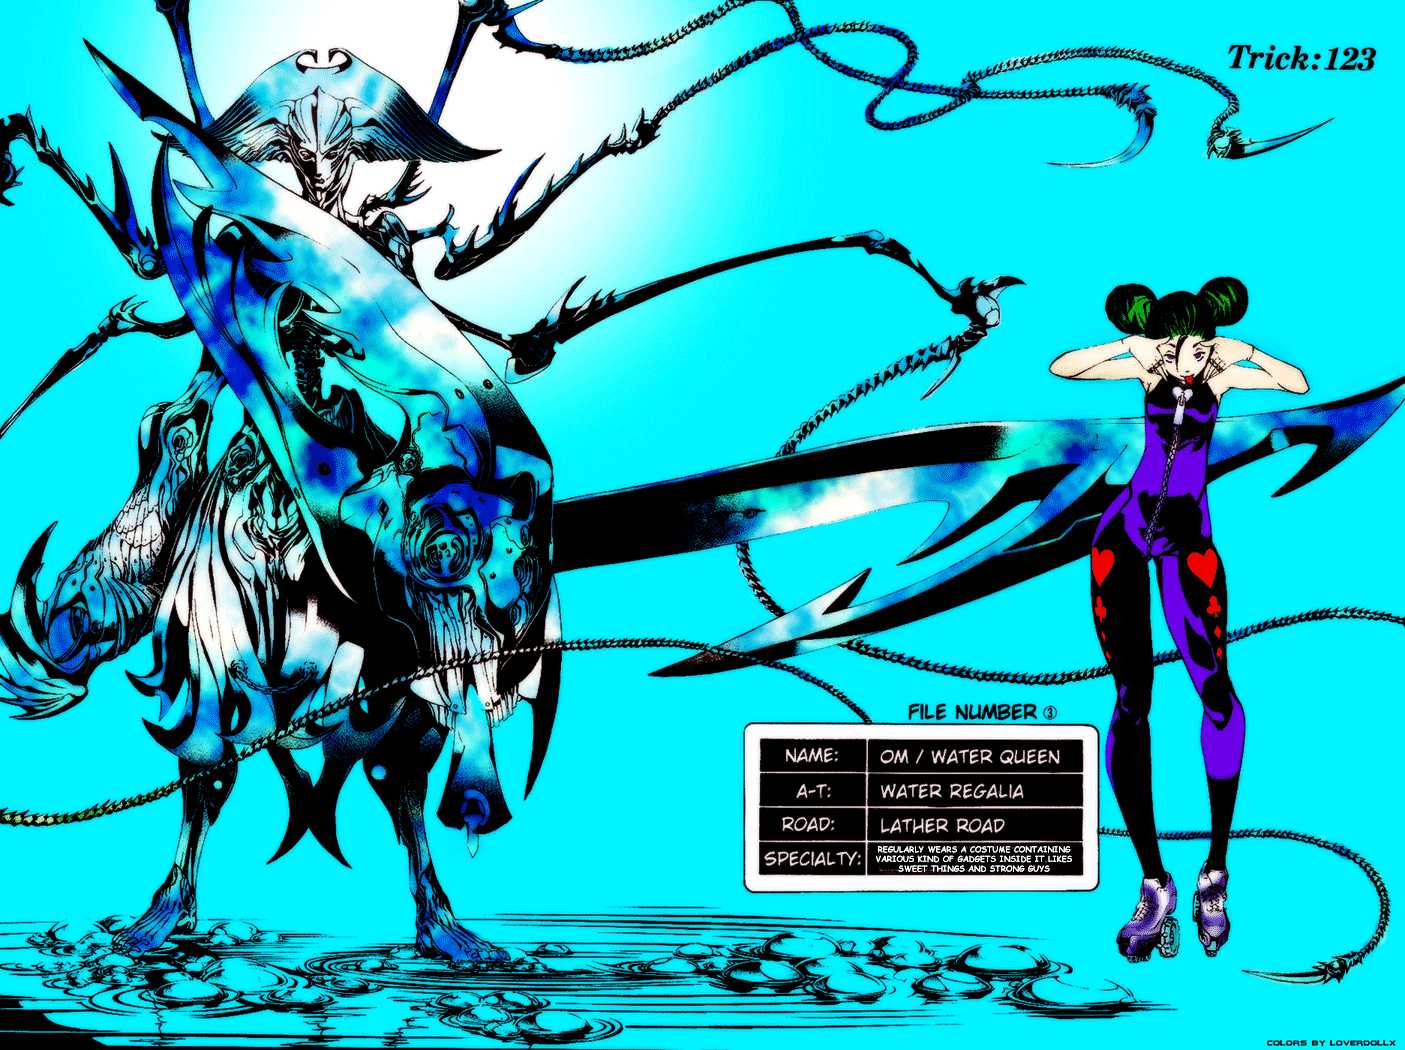 Trick:123
FILE NUMBER ③
NAME: OM / WATER QUEEN
A-T: WATER REGALIA
ROAD: LATHER ROAD
SPECIALTY: REGULARLY WEARS A COSTUME CONTAINING
VARIOUS KIND OF GADGETS INSIDE IT LIKES
SWEET THINGS AND STRONG GUYS
COLORS BY LOVERDOLLX